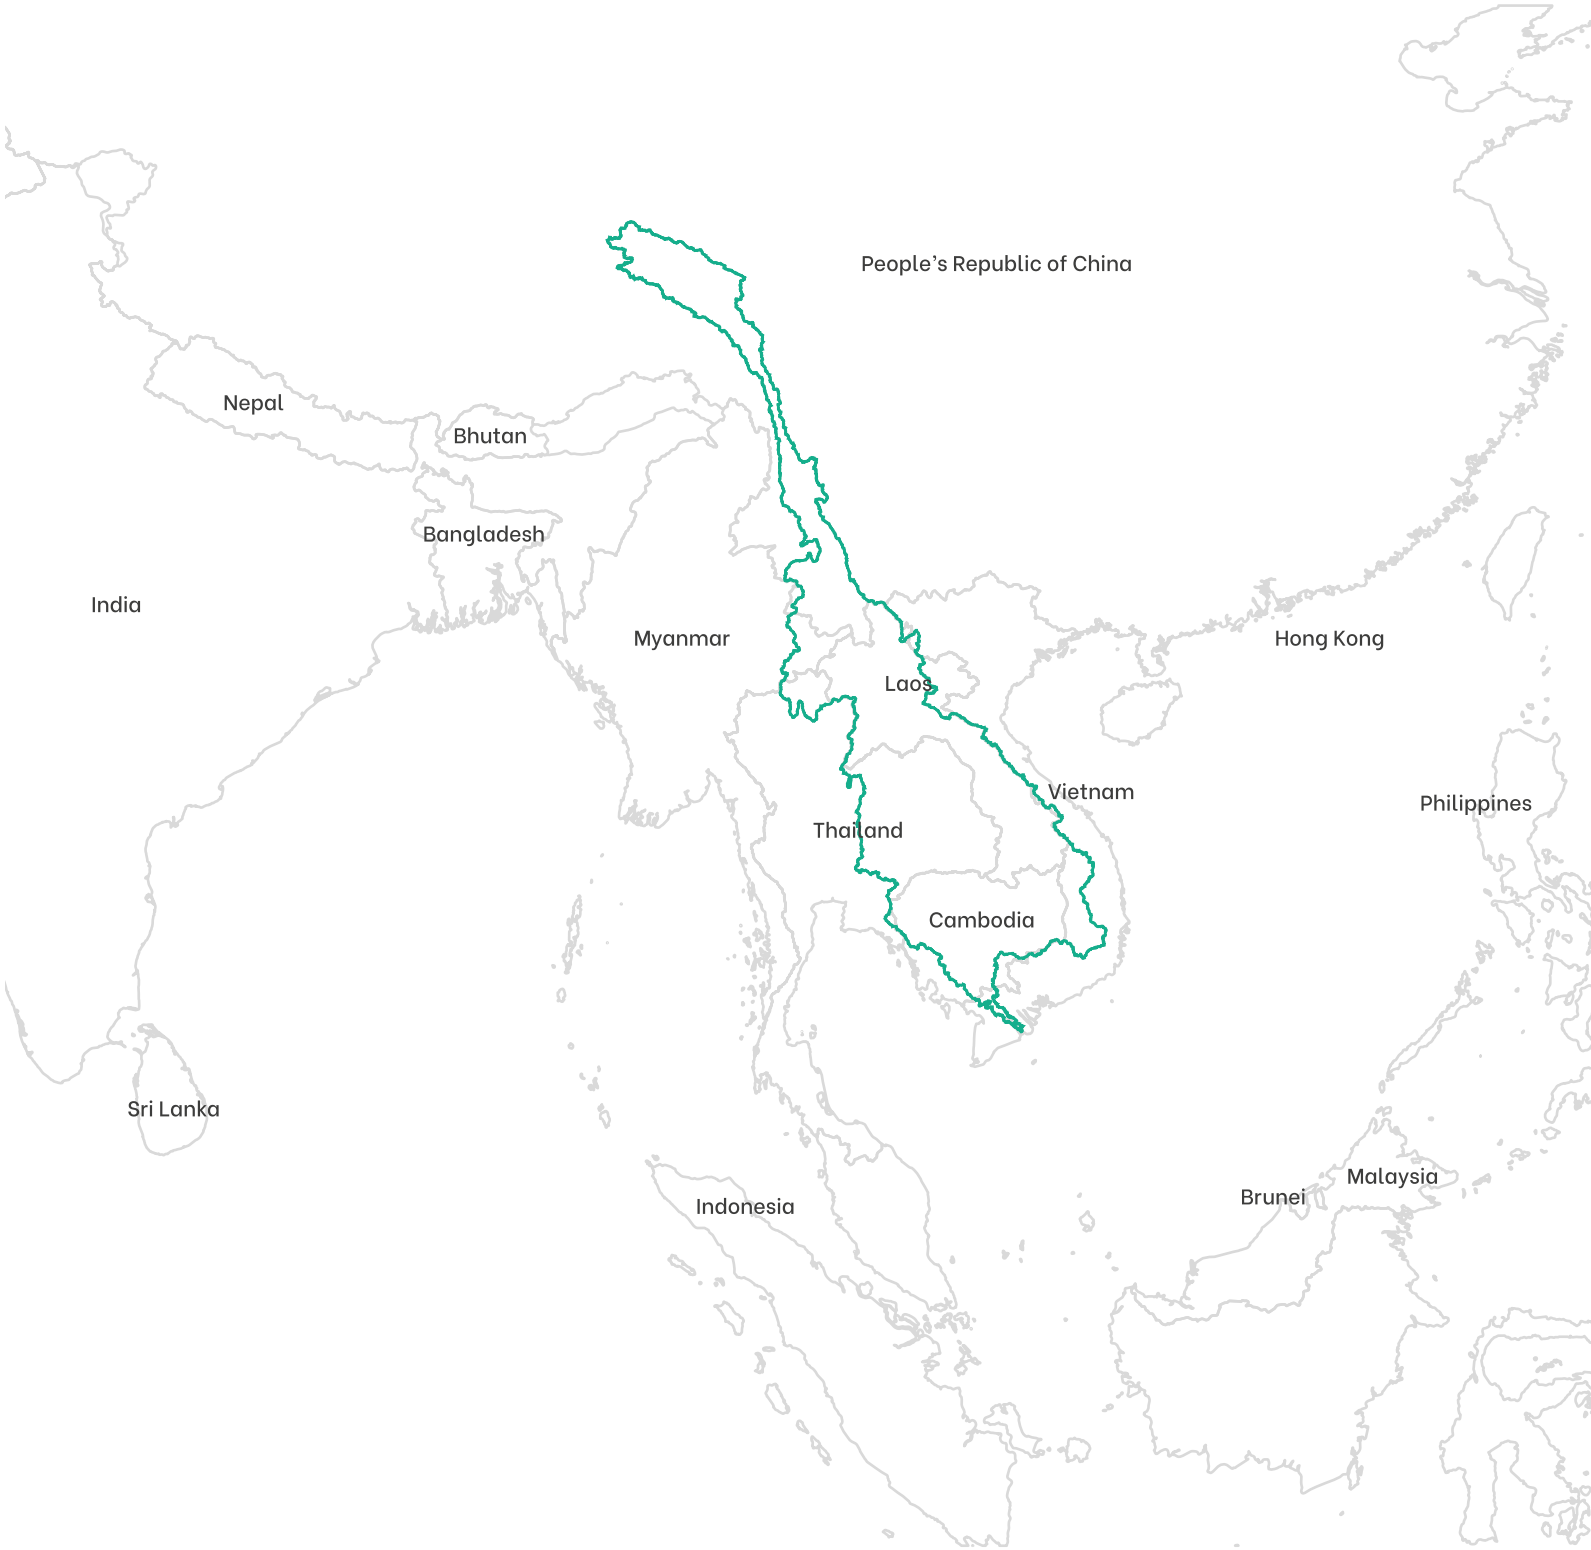 People’s Republic of China
Nepal
Bhutan
Bangladesh
India
Myanmar
Hong Kong
Laos
Vietnam
Philippines
Thailand
Cambodia
Sri Lanka
Malaysia
Brunei
Indonesia